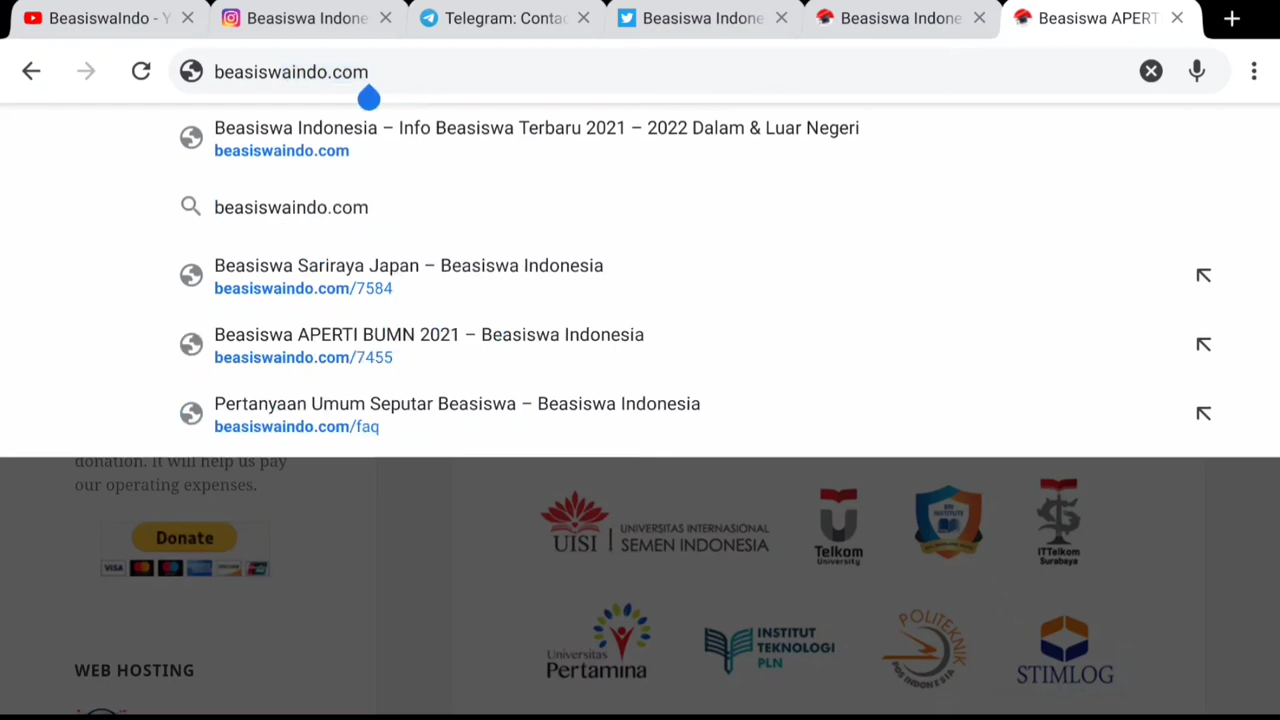 BeasiswaIndo - Y
Beasiswa Indone
Telegram: Contac
Beasiswa Indone
Beasiswa Indone
Beasiswa APERT
beasiswaindo.com
Beasiswa Indonesia – Info Beasiswa Terbaru 2021 – 2022 Dalam & Luar Negeri
beasiswaindo.com
beasiswaindo.com
Beasiswa Sariraya Japan – Beasiswa Indonesia
beasiswaindo.com/7584
Beasiswa APERTI BUMN 2021 – Beasiswa Indonesia
beasiswaindo.com/7455
Pertanyaan Umum Seputar Beasiswa – Beasiswa Indonesia
beasiswaindo.com/faq
donation. It will help us pay
our operating expenses.
Donate
VISA
WEB HOSTING
UISI
UNIVERSITAS INTERNASIONAL
SEMEN INDONESIA
Telkom
University
BRI
INSTITUTE
ITTelkom
Surabaya
Universitas
Pertamina
INSTITUT
TEKNOLOGI
PLN
POLITEKNIK
POS INDONESIA
STIMLOG